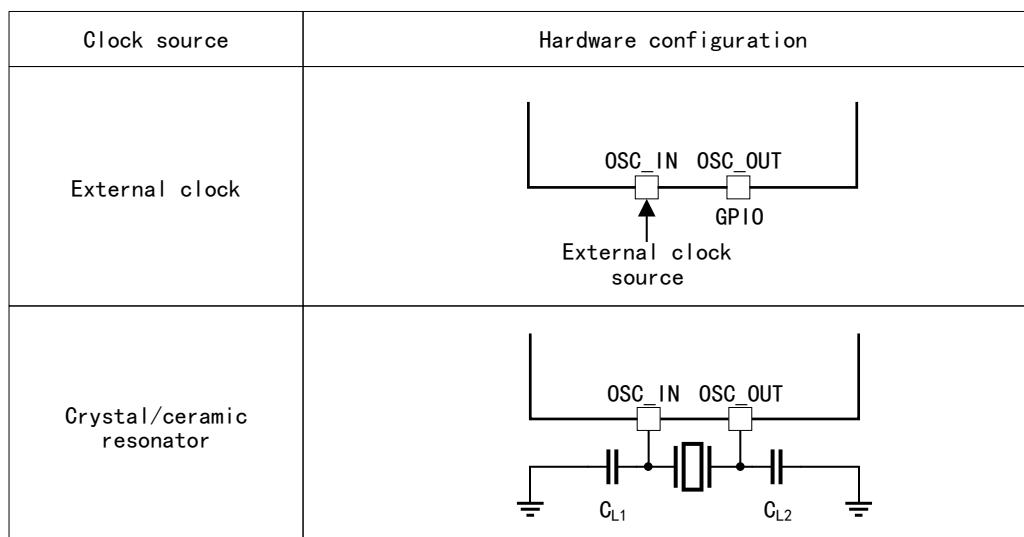 Clock source
Hardware configuration
External clock
OSC_IN OSC_OUT
GPIO
External clock
source
Crystal/ceramic
resonator
OSC_IN OSC_OUT
CL1
CL2